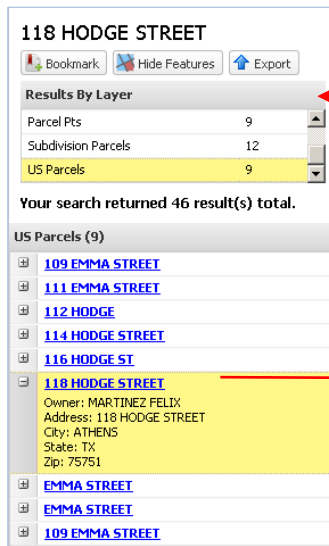 118 HODGE STREET
Bookmark Hide Features Export
Results By Layer
Parcel Pts 9
Subdivision Parcels 12
US Parcels 9
Your search returned 46 result(s) total.
US Parcels (9)
109 EMMA STREET
111 EMMA STREET
112 HODGE
114 HODGE STREET
116 HODGE ST
118 HODGE STREET
Owner: MARTINEZ FELIX
Address: 118 HODGE STREET
City: ATHENS
State: TX
Zip: 75751
EMMA STREET
EMMA STREET
109 EMMA STREET